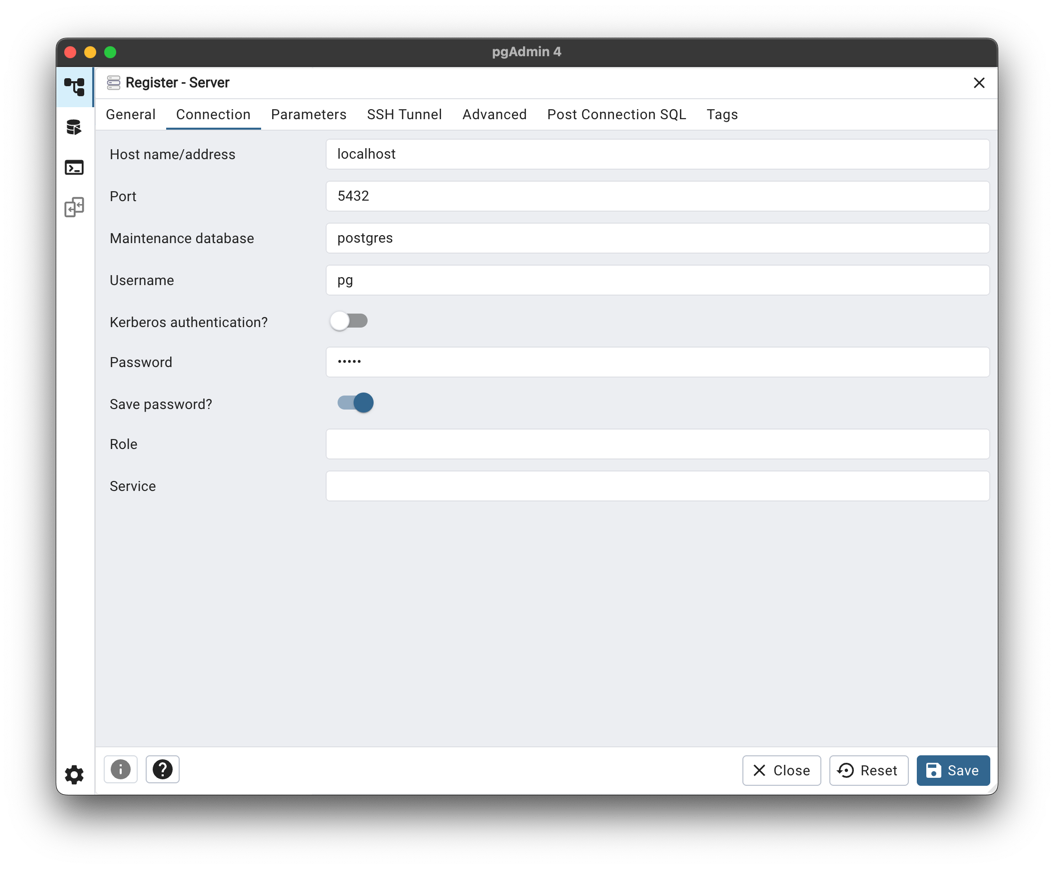 pgAdmin 4
Register - Server
General Connection Parameters SSH Tunnel Advanced Post Connection SQL Tags
Host name/address localhost
Port 5432
Maintenance database postgres
Username pg
Kerberos authentication?
Password •••••
Save password?
Role
Service
Close Reset Save